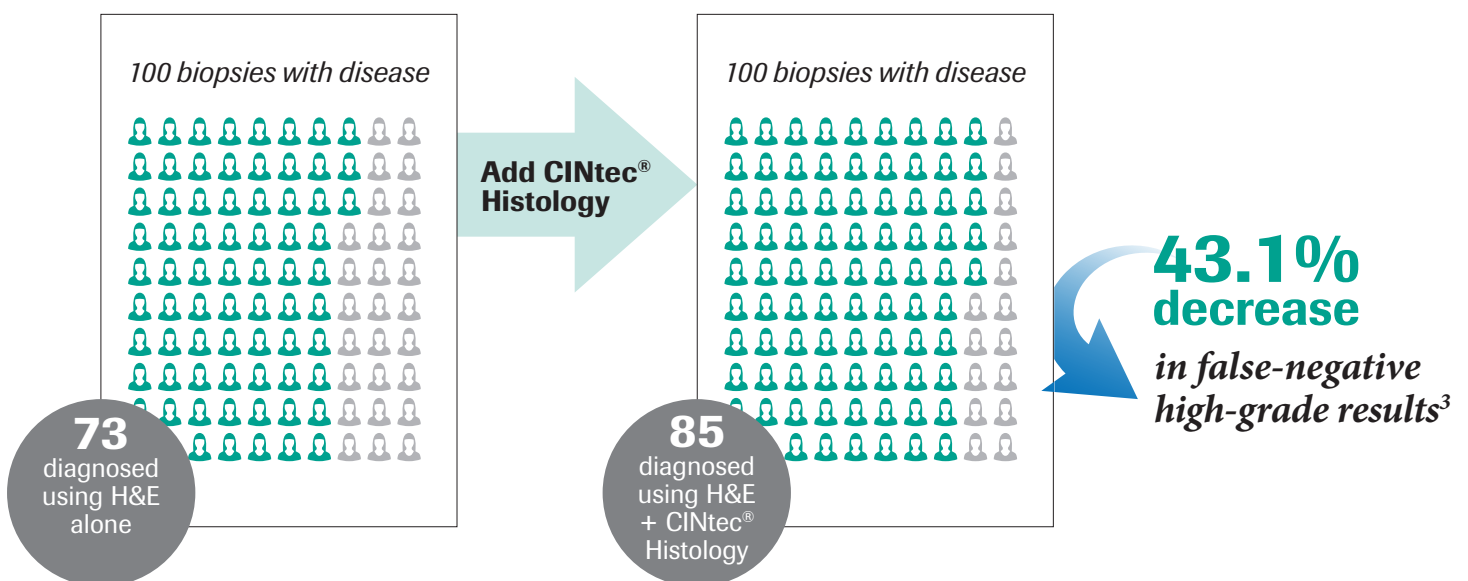 100 biopsies with disease
73
diagnosed
using H&E
alone
Add CINtec®
Histology
100 biopsies with disease
85
diagnosed
using H&E
+ CINtec®
Histology
43.1%
decrease
in false-negative
high-grade results³